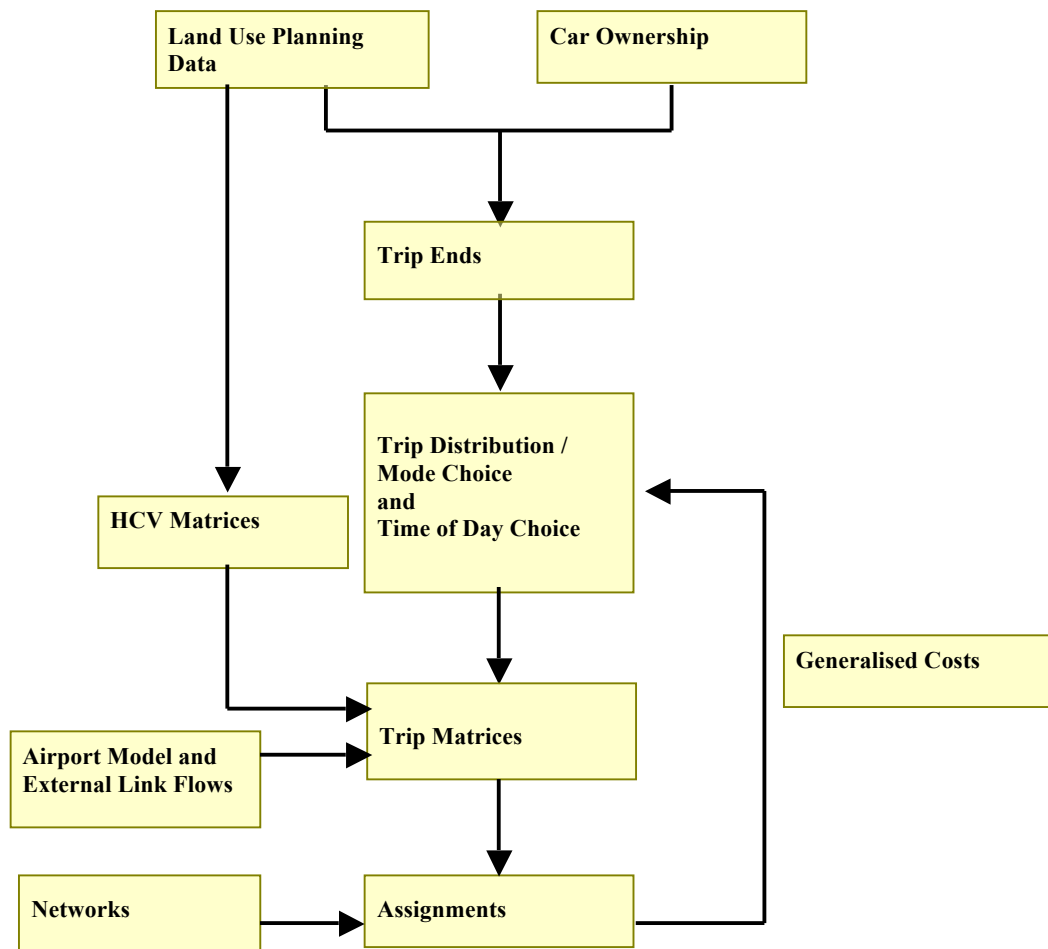 Land Use Planning
Data
Car Ownership
Trip Ends
Trip Distribution /
Mode Choice
and
Time of Day Choice
HCV Matrices
Generalised Costs
Trip Matrices
Airport Model and
External Link Flows
Networks
Assignments